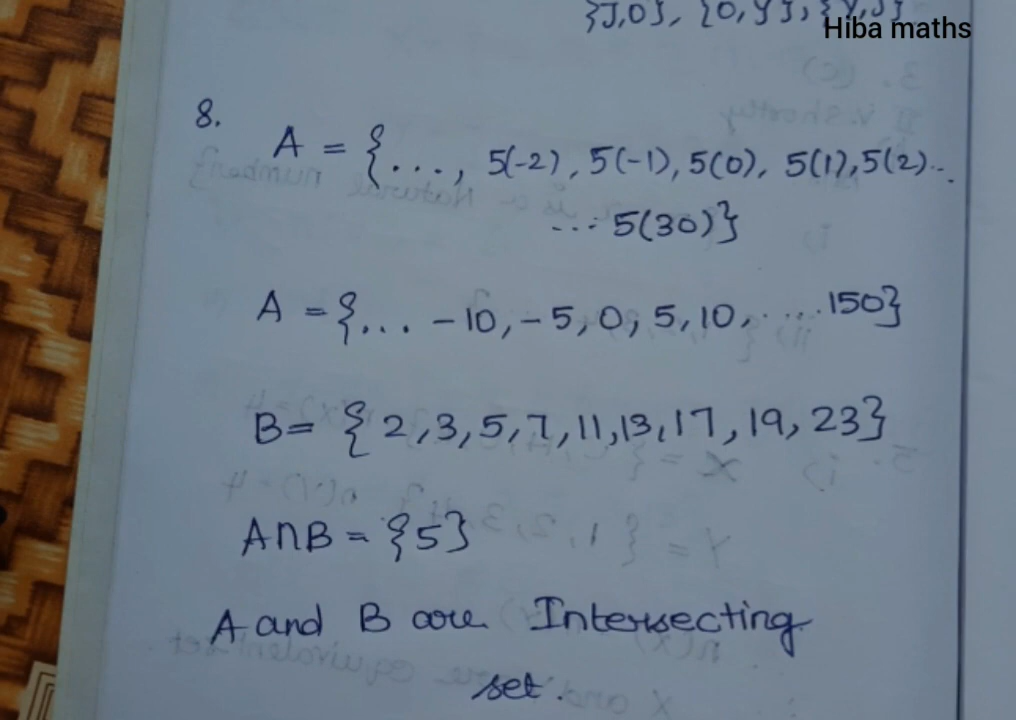 {J,O}, {O,Y}, {Y,J}
Hiba maths
8.
A = {..., 5(-2), 5(-1), 5(0), 5(1), 5(2)...
... 5(30)}
A = {... -10, -5, 0, 5, 10, .... 150}
B = {2,3,5,7,11,13,17,19,23}
A∩B = {5}
A and B are Intersecting
set.